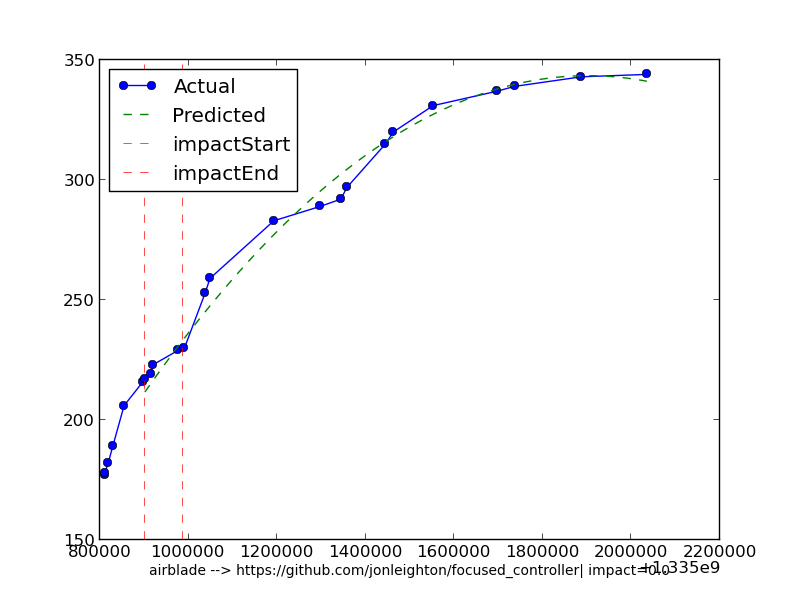 350
300
250
200
150
Actual
Predicted
impactStart
impactEnd
800000 1000000 1200000 1400000 1600000 1800000 2000000 2200000
+1.335e9
airblade --> https://github.com/jonleighton/focused_controller| impact=0.0